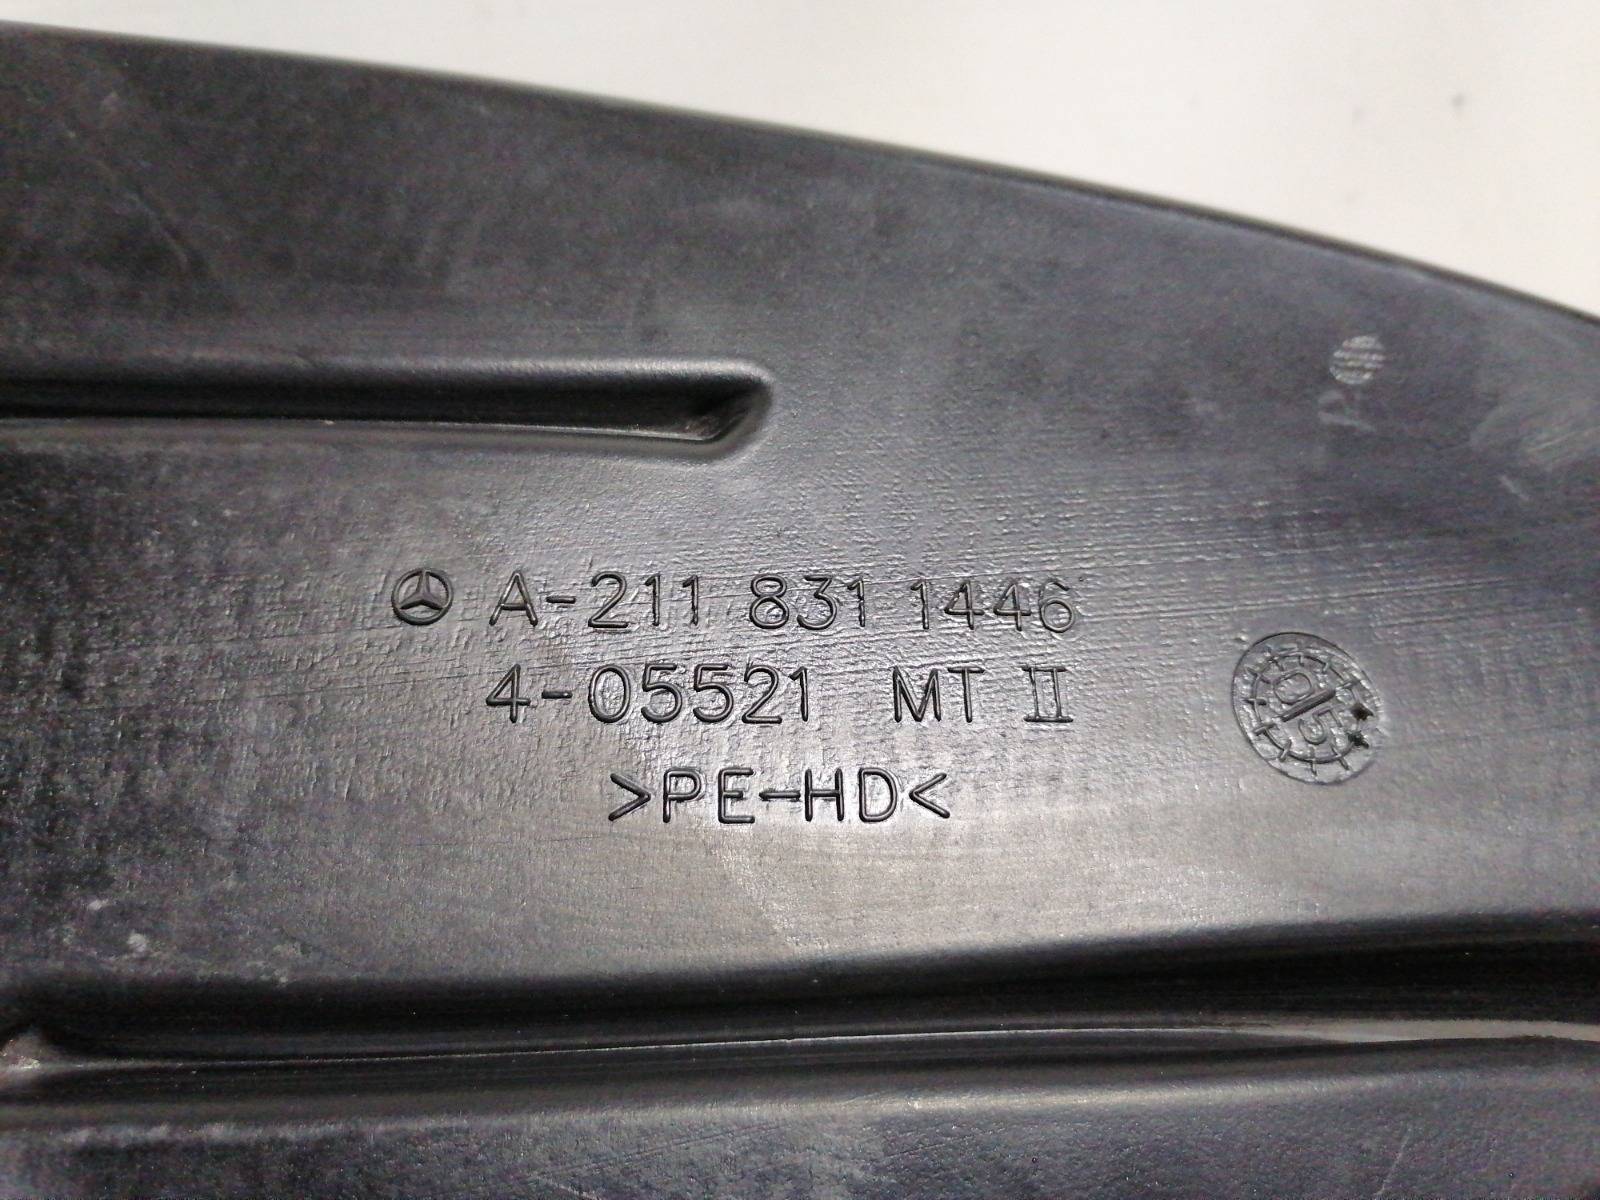 A-211 831 1446
4-05521 MT II
>PE-HD<